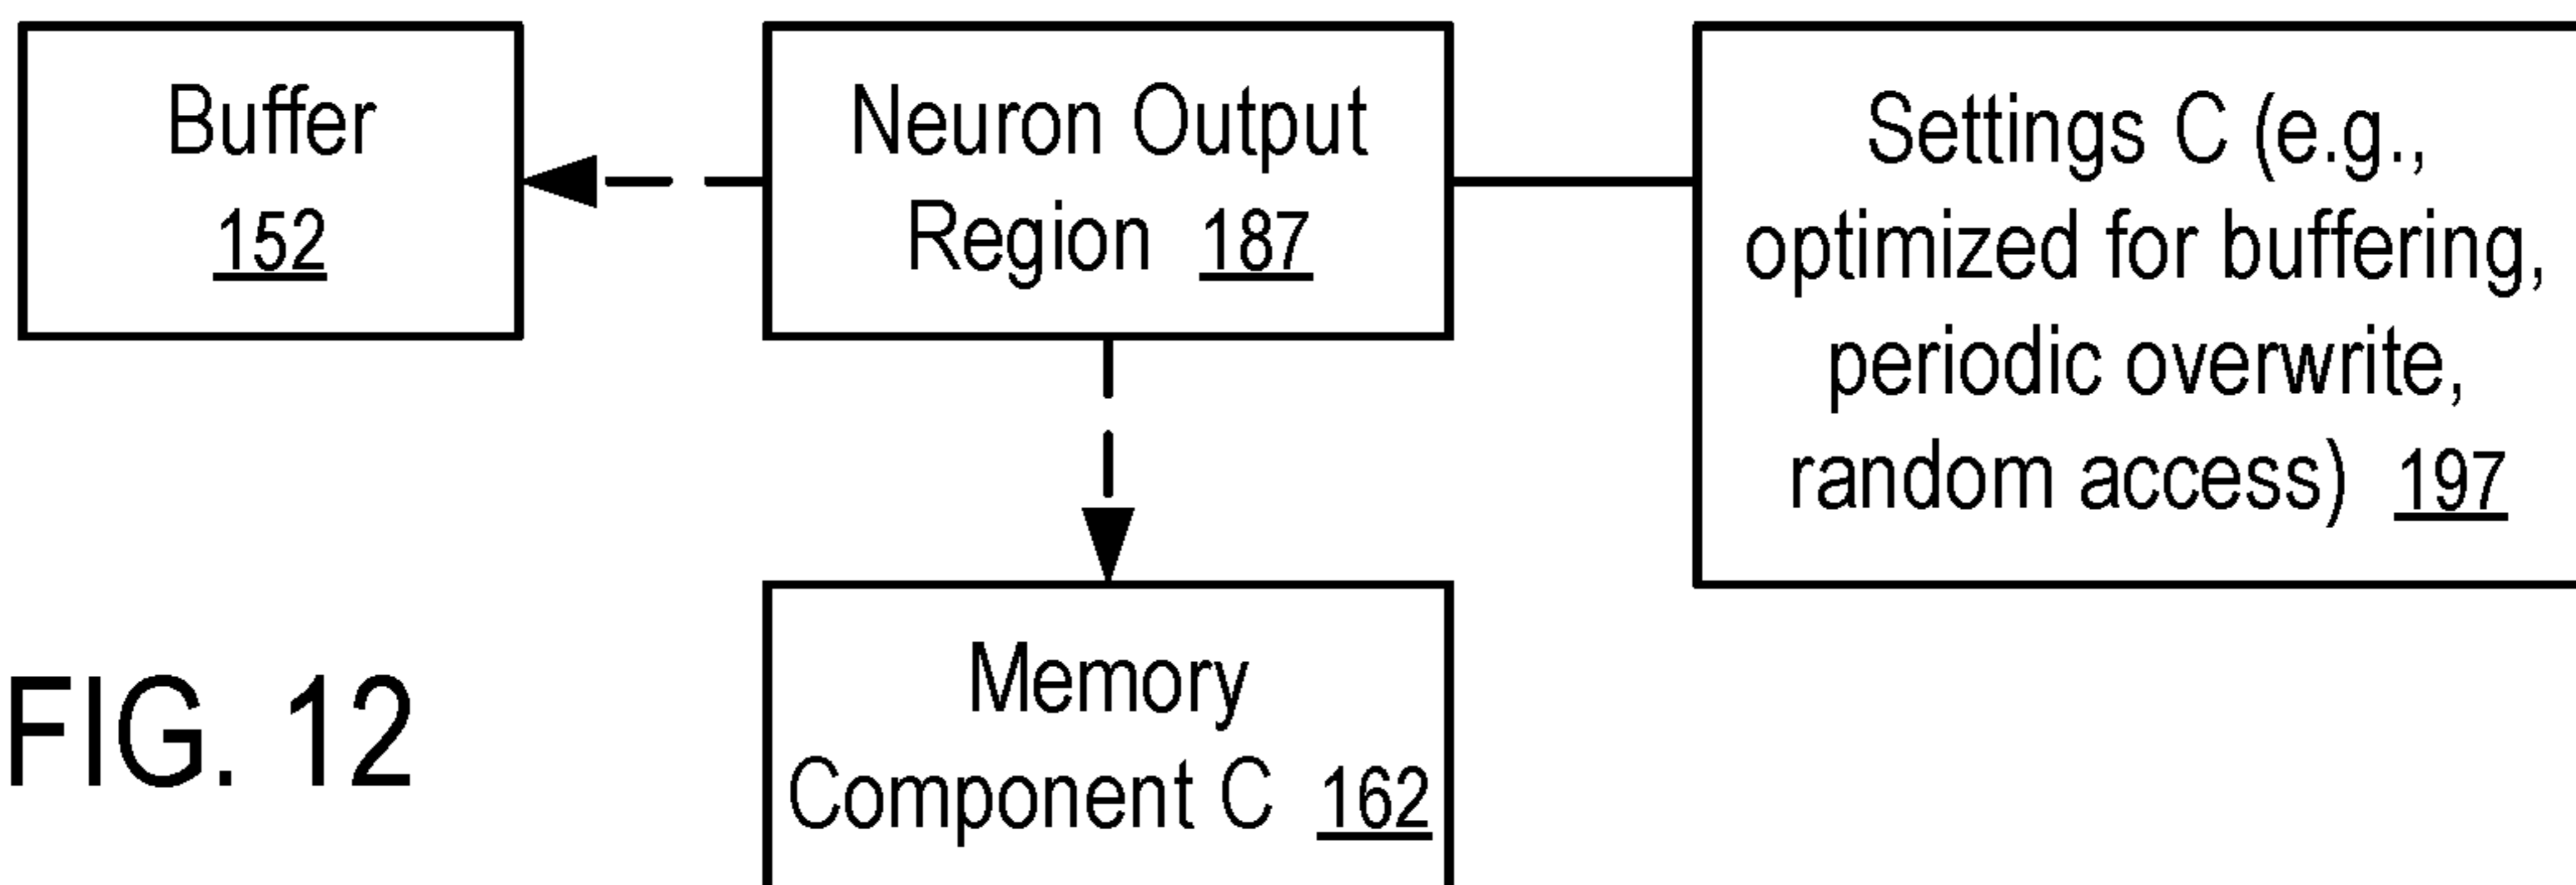 Buffer
152
Neuron Output
Region 187
Settings C (e.g.,
optimized for buffering,
periodic overwrite,
random access) 197
Memory
Component C 162
FIG. 12